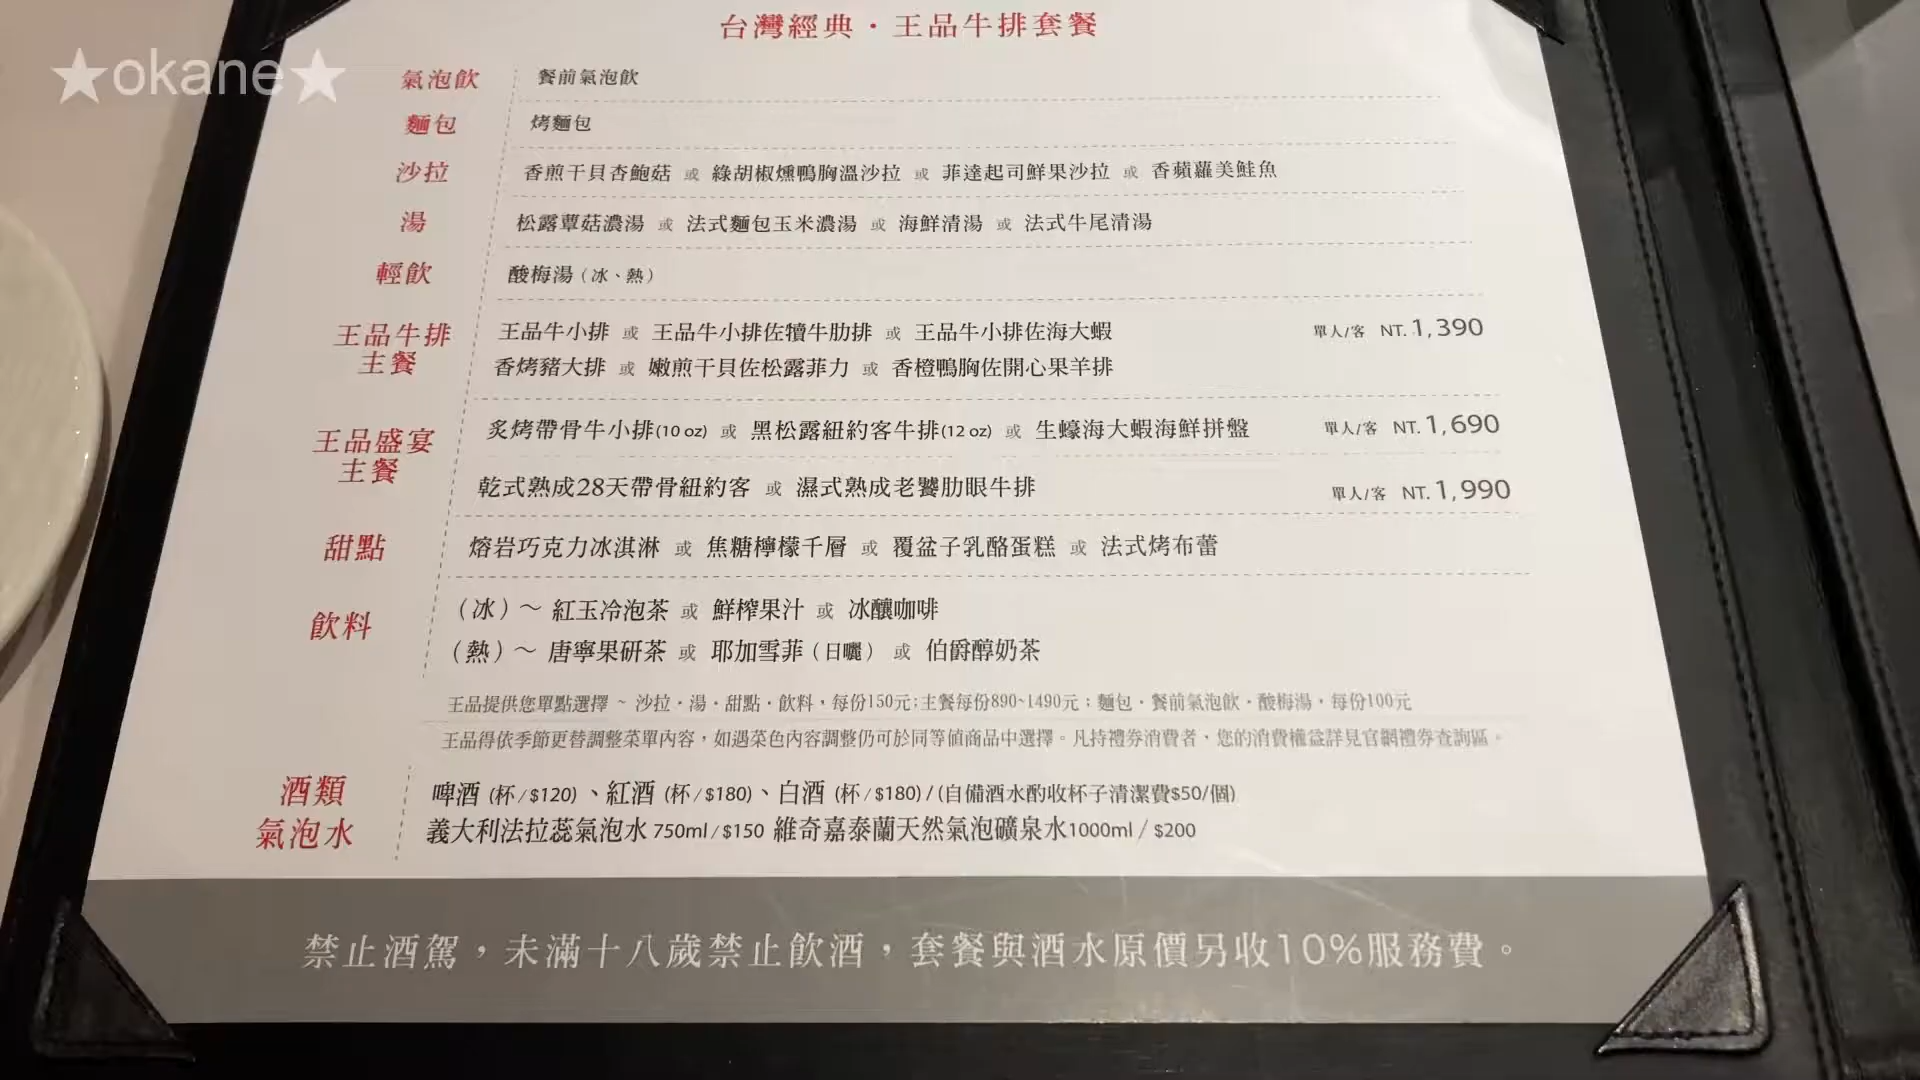 ★okane★
台灣經典・王品牛排套餐
氣泡飲 餐前氣泡飲
麵包 烤麵包
沙拉 香煎干貝杏鮑菇 或 綠胡椒燻鴨胸溫沙拉 或 菲達起司鮮果沙拉 或 香蘋蘿美鮭魚
湯 松露蕈菇濃湯 或 法式麵包玉米濃湯 或 海鮮清湯 或 法式牛尾清湯
輕飲 酸梅湯（冰、熱）
王品牛排 王品牛小排 或 王品牛小排佐犢牛肋排 或 王品牛小排佐海大蝦 單人/客 NT.1,390
主餐 香烤豬大排 或 嫩煎干貝佐松露菲力 或 香橙鴨胸佐開心果羊排
王品盛宴 炙烤帶骨牛小排(10 oz) 或 黑松露紐約客牛排(12 oz) 或 生蠔海大蝦海鮮拼盤 單人/客 NT.1,690
主餐 乾式熟成28天帶骨紐約客 或 濕式熟成老饕肋眼牛排 單人/客 NT.1,990
甜點 熔岩巧克力冰淇淋 或 焦糖檸檬千層 或 覆盆子乳酪蛋糕 或 法式烤布蕾
飲料 （冰）～ 紅玉冷泡茶 或 鮮榨果汁 或 冰釀咖啡
（熱）～ 唐寧果研茶 或 耶加雪菲（日曬） 或 伯爵醇奶茶
王品提供您單點選擇 ~ 沙拉・湯・甜點・飲料，每份150元；主餐每份890~1490元；麵包・餐前氣泡飲・酸梅湯，每份100元
王品得依季節更替調整菜單內容，如遇菜色內容調整仍可於同等值商品中選擇。凡持禮券消費者，您的消費權益詳見官網禮券查詢區。
酒類 啤酒 (杯/$120) 、紅酒 (杯/$180)、白酒 (杯/$180) / (自備酒水酌收杯子清潔費$50/個)
氣泡水 義大利法拉蕊氣泡水 750ml / $150 維奇嘉泰蘭天然氣泡礦泉水1000ml / $200
禁止酒駕，未滿十八歲禁止飲酒，套餐與酒水原價另收10%服務費。